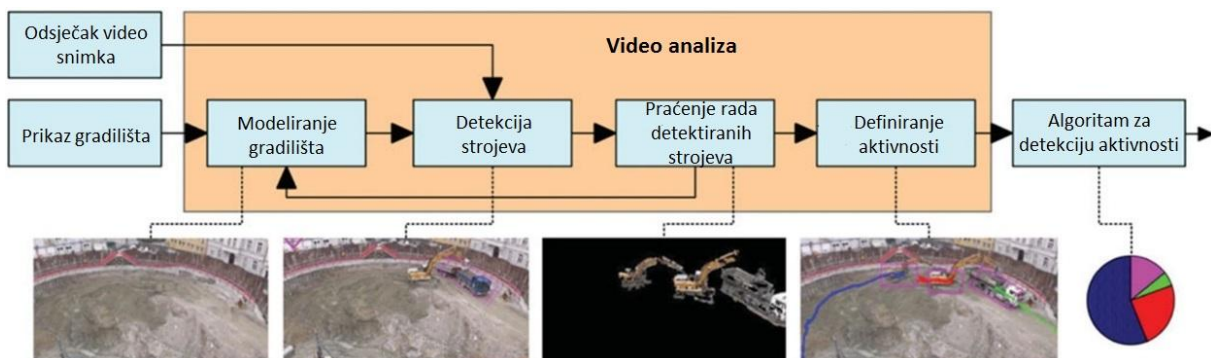 Odsječak video
snimka
Video analiza
Prikaz gradilišta
Modeliranje
gradilišta
Detekcija
strojeva
Praćenje rada
detektiranih
strojeva
Definiranje
aktivnosti
Algoritam za
detekciju aktivnosti